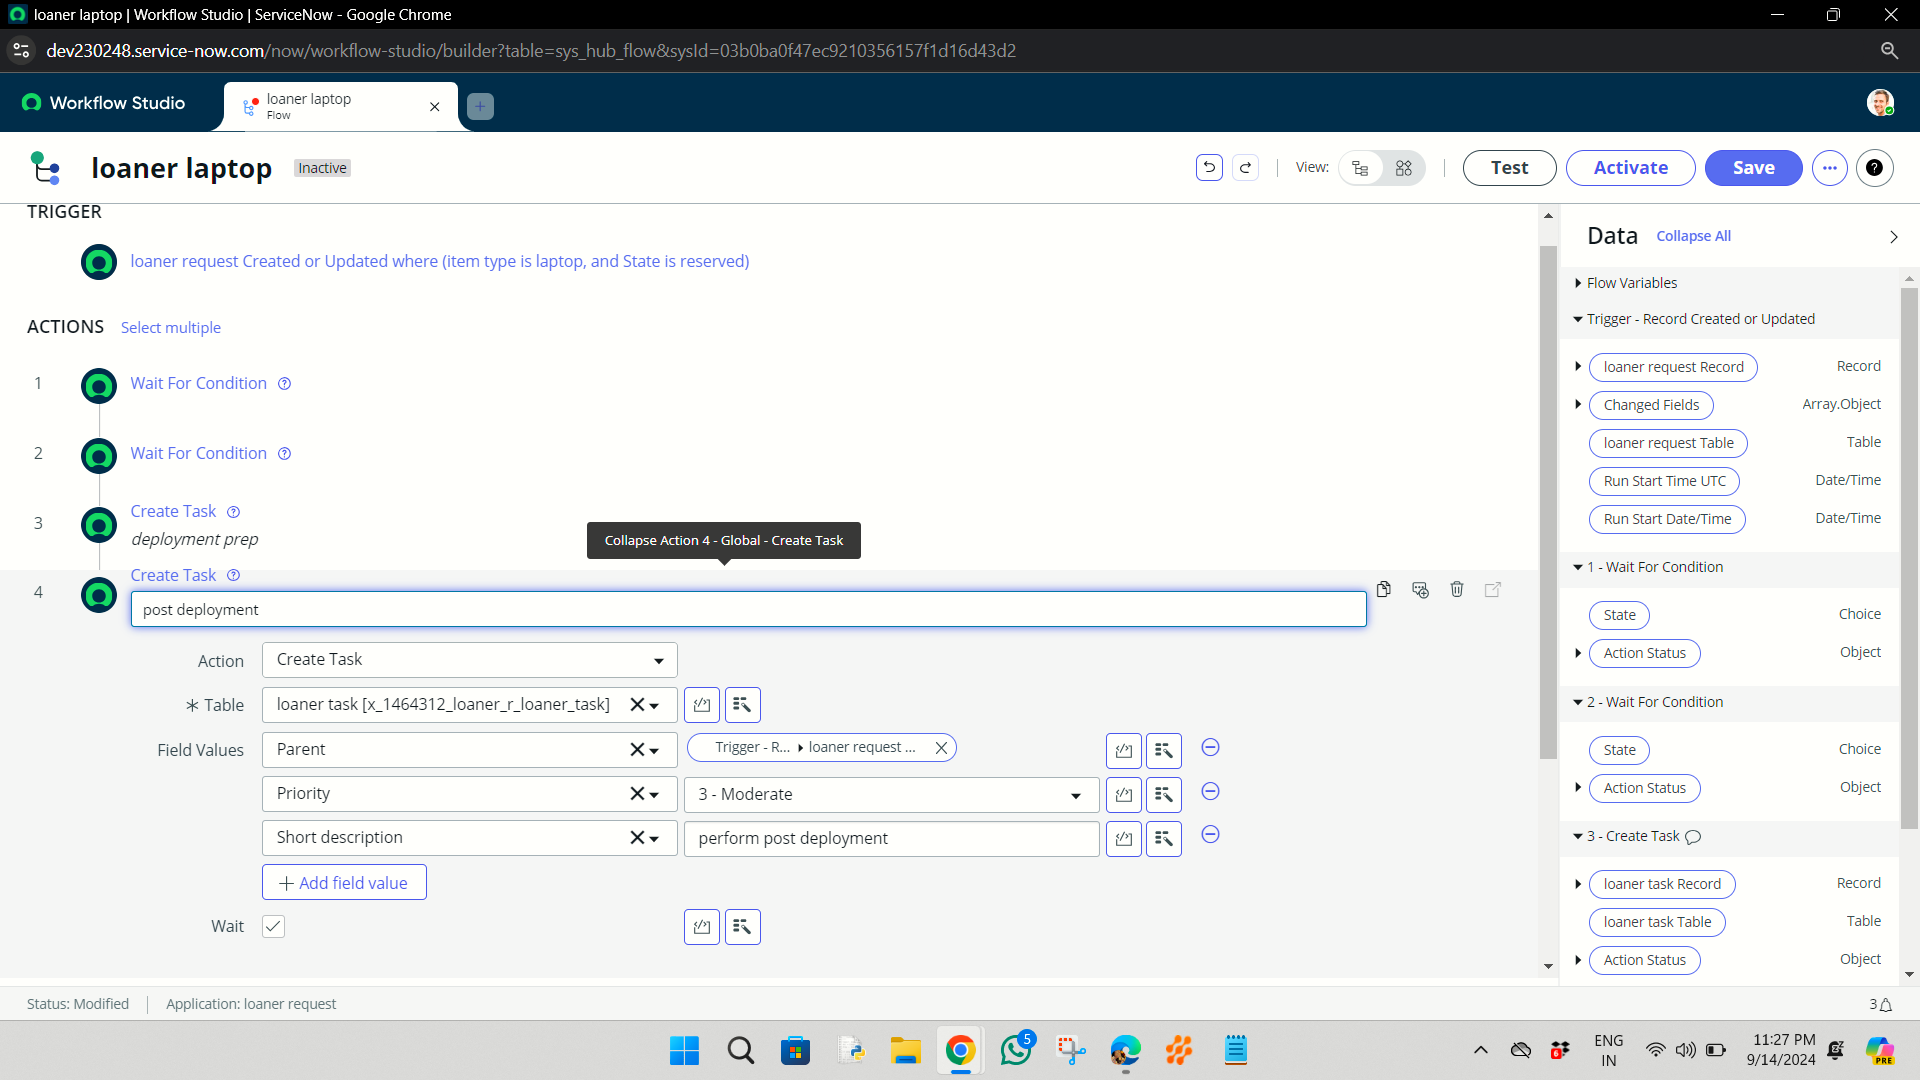 loaner laptop | Workflow Studio | ServiceNow - Google Chrome
dev230248.service-now.com/now/workflow-studio/builder?table=sys_hub_flow&sysId=03b0ba0f47ec9210356157f1d16d43d2
Workflow Studio
loaner laptop
Flow
loaner laptop
Inactive
View:
Test
Activate
Save
TRIGGER
loaner request Created or Updated where (item type is laptop, and State is reserved)
ACTIONS
Select multiple
1
Wait For Condition
2
Wait For Condition
3
Create Task
deployment prep
Collapse Action 4 - Global - Create Task
4
Create Task
post deployment
Action
Create Task
* Table
loaner task [x_1464312_loaner_r_loaner_task]
Field Values
Parent
Trigger - R... ▸ loaner request ...
Priority
3 - Moderate
Short description
perform post deployment
+ Add field value
Wait
Data
Collapse All
Flow Variables
Trigger - Record Created or Updated
loaner request Record
Record
Changed Fields
Array.Object
loaner request Table
Table
Run Start Time UTC
Date/Time
Run Start Date/Time
Date/Time
1 - Wait For Condition
State
Choice
Action Status
Object
2 - Wait For Condition
State
Choice
Action Status
Object
3 - Create Task
loaner task Record
Record
loaner task Table
Table
Action Status
Object
Status: Modified
Application: loaner request
3
5
6
ENG
IN
11:27 PM
9/14/2024
PRE